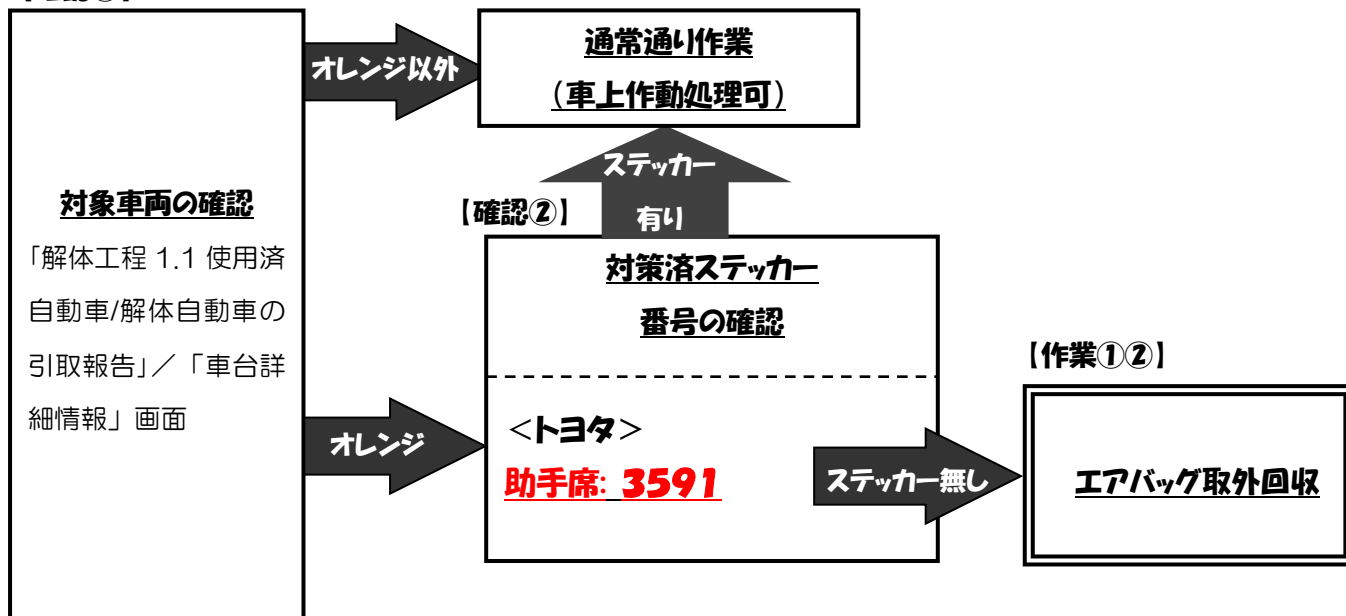 オレンジ以外
通常通り作業
(車上作動処理可)
対象車両の確認
「解体工程 1.1 使用済
自動車/解体自動車の
引取報告」／「車台詳
細情報」画面
ステッカー
有り
【確認②】
対策済ステッカー
番号の確認
オレンジ
<トヨタ>
助手席: 3591
ステッカー無し
【作業①②】
エアバッグ取外回収